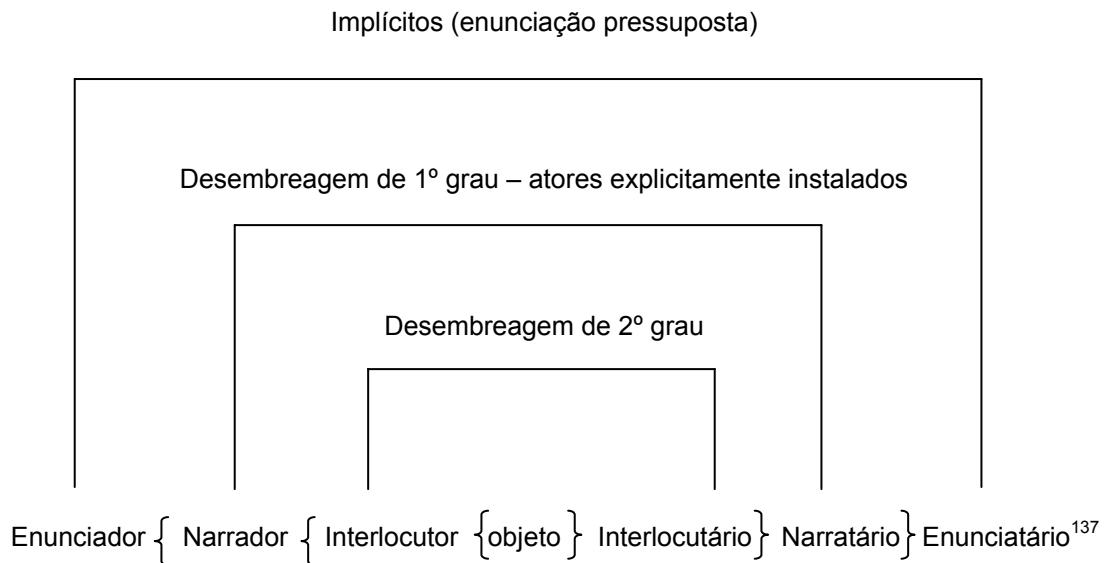 Implícitos (enunciação pressuposta)
Desembreagem de 1º grau – atores explicitamente instalados
Desembreagem de 2º grau
Enunciador { Narrador { Interlocutor {objeto} Interlocutário} Narratário} Enunciatário¹³⁷